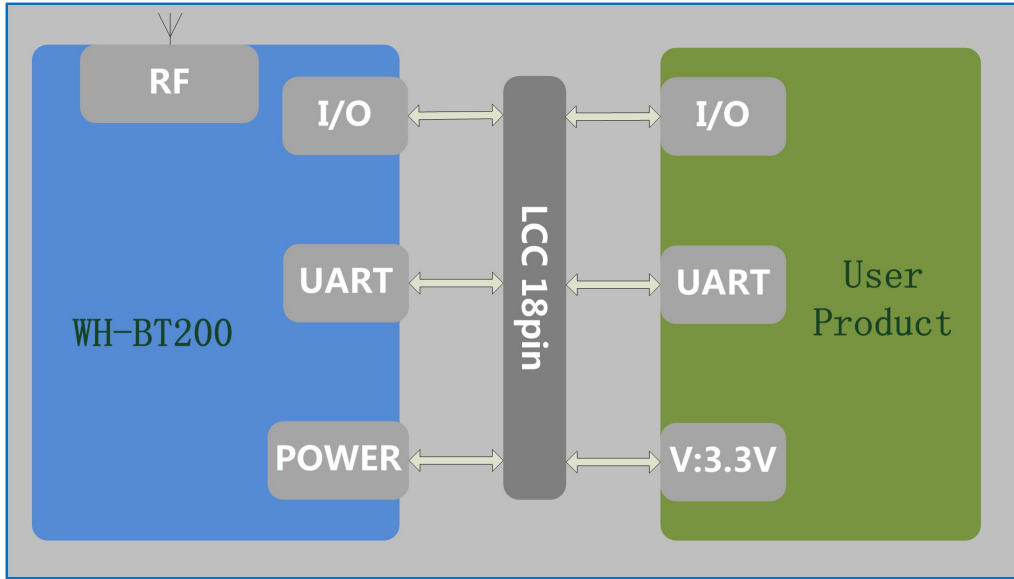 RF
I/O
UART
WH-BT200
POWER
LCC 18pin
I/O
UART
User
Product
V:3.3V